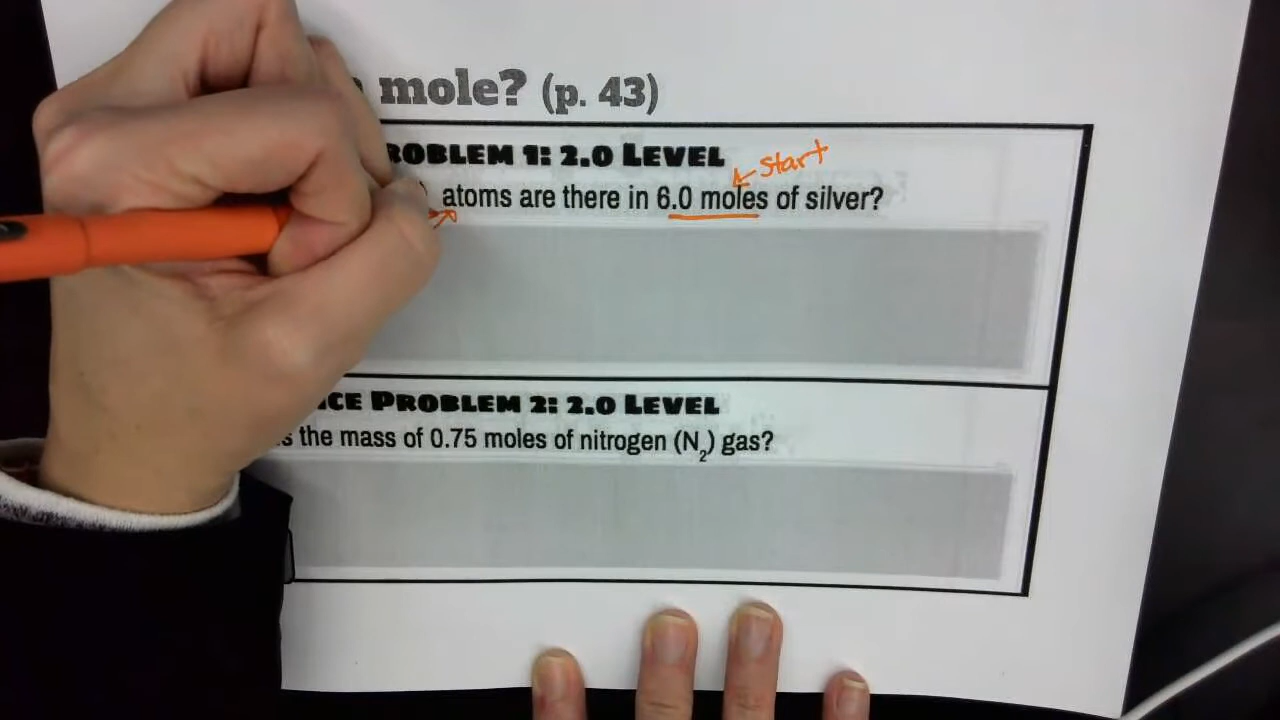 mole? (p. 43)
ROBLEM 1: 2.0 LEVEL
start
atoms are there in 6.0 moles of silver?
CE PROBLEM 2: 2.0 LEVEL
s the mass of 0.75 moles of nitrogen (N₂) gas?